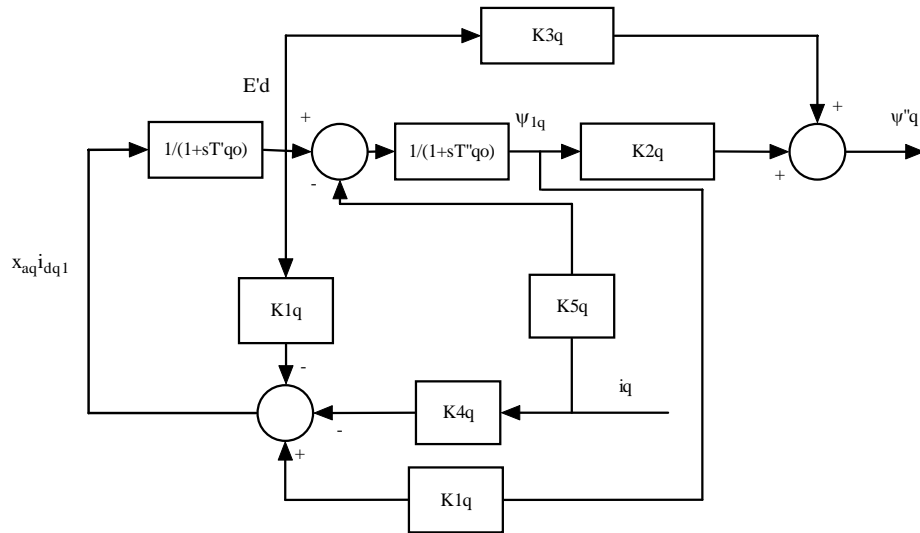 K3q
E'd
+
+
ψ1q
ψ"q
1/(1+sT'qo)
1/(1+sT"qo)
K2q
-
+
xaqidq1
K1q
K5q
-
iq
K4q
-
+
K1q